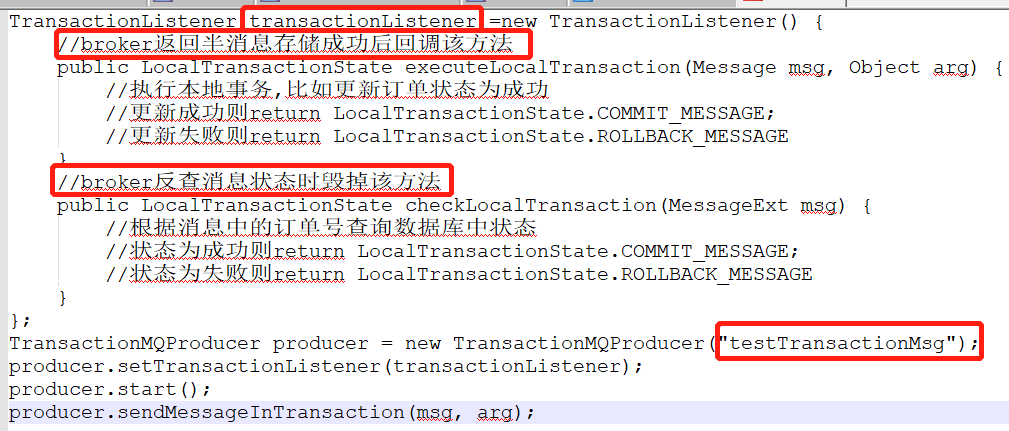 TransactionListener transactionListener =new TransactionListener() {
//broker返回半消息存储成功后回调该方法
public LocalTransactionState executeLocalTransaction(Message msg, Object arg) {
//执行本地事务,比如更新订单状态为成功
//更新成功则return LocalTransactionState.COMMIT_MESSAGE;
//更新失败则return LocalTransactionState.ROLLBACK_MESSAGE
}
//broker反查消息状态时毁掉该方法
public LocalTransactionState checkLocalTransaction(MessageExt msg) {
//根据消息中的订单号查询数据库中状态
//状态为成功则return LocalTransactionState.COMMIT_MESSAGE;
//状态为失败则return LocalTransactionState.ROLLBACK_MESSAGE
}
};
TransactionMQProducer producer = new TransactionMQProducer("testTransactionMsg");
producer.setTransactionListener(transactionListener);
producer.start();
producer.sendMessageInTransaction(msg, arg);